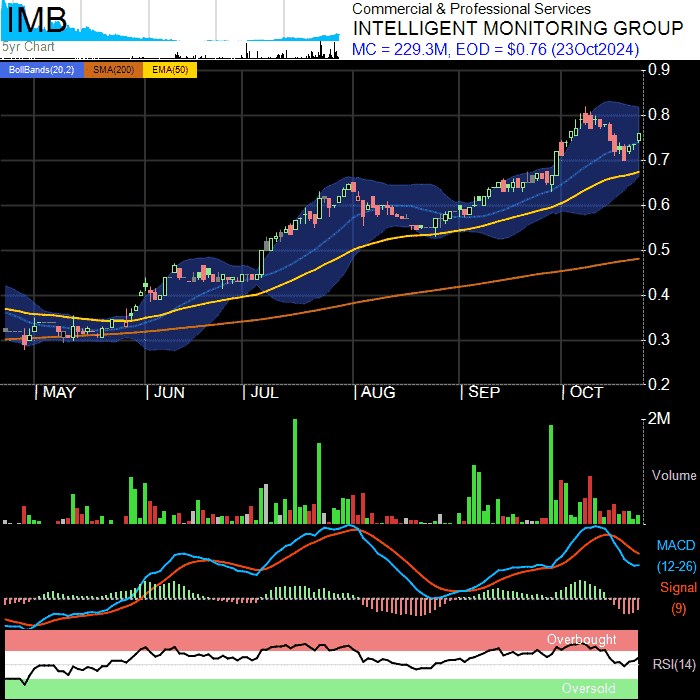 IMB
5yr Chart
Commercial & Professional Services
INTELLIGENT MONITORING GROUP
MC = 229.3M, EOD = $0.76 (23Oct2024)
BollBands(20,2) SMA(200) EMA(50)
0.9
0.8
0.7
0.6
0.5
0.4
0.3
0.2
MAY JUN JUL AUG SEP OCT
2M
Volume
MACD
(12-26)
Signal
(9)
Overbought
RSI(14)
Oversold